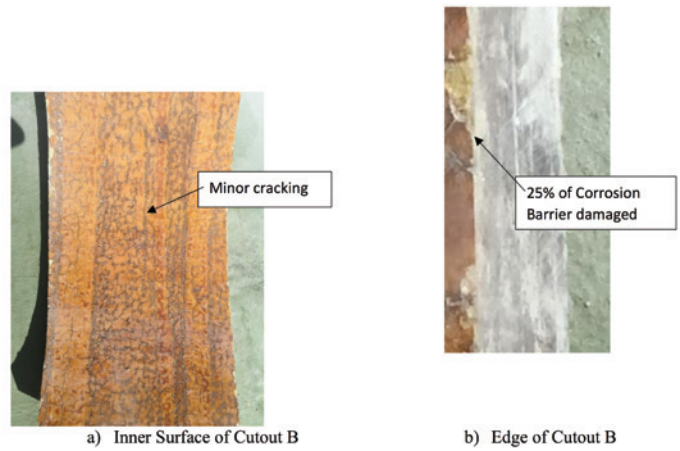 Minor cracking
25% of Corrosion
Barrier damaged
a) Inner Surface of Cutout B
b) Edge of Cutout B